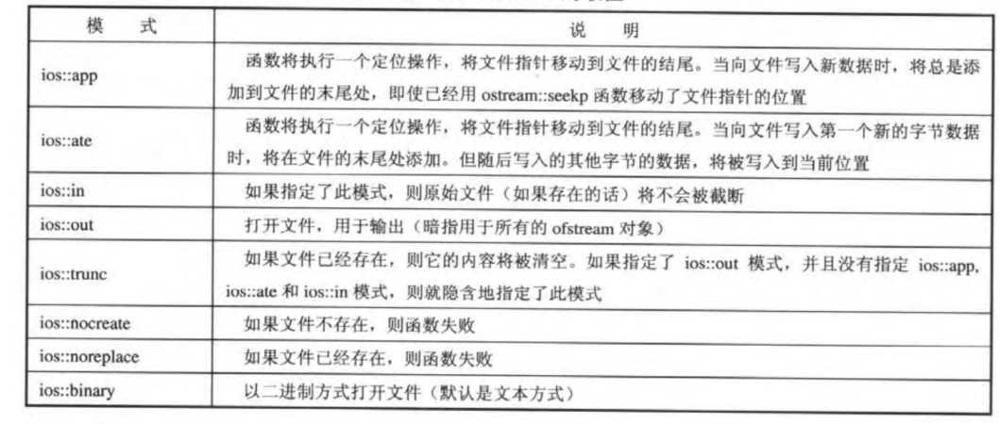 模 式 说 明
ios::app 函数将执行一个定位操作，将文件指针移动到文件的结尾。当向文件写入新数据时，将总是添
加到文件的末尾处，即使已经用 ostream::seekp 函数移动了文件指针的位置
ios::ate 函数将执行一个定位操作，将文件指针移动到文件的结尾。当向文件写入第一个新的字节数据
时，将在文件的末尾处添加。但随后写入的其他字节的数据，将被写入到当前位置
ios::in 如果指定了此模式，则原始文件（如果存在的话）将不会被截断
ios::out 打开文件，用于输出（暗指用于所有的 ofstream 对象）
ios::trunc 如果文件已经存在，则它的内容将被清空。如果指定了 ios::out 模式，并且没有指定 ios::app,
ios::ate 和 ios::in 模式，则就隐含地指定了此模式
ios::nocreate 如果文件不存在，则函数失败
ios::noreplace 如果文件已经存在，则函数失败
ios::binary 以二进制方式打开文件（默认是文本方式）